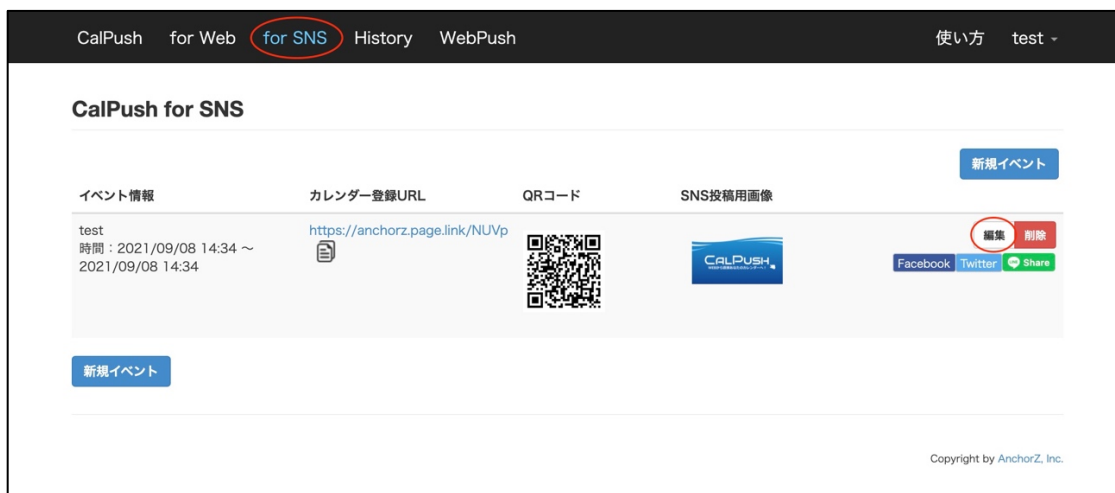 CalPush for Web for SNS History WebPush 使い方 test
CalPush for SNS
新規イベント
イベント情報 カレンダー登録URL QRコード SNS投稿用画像
test https://anchorz.page.link/NUVp 編集 削除
時間：2021/09/08 14:34 ～
2021/09/08 14:34
CALPUSH
Facebook Twitter Share
新規イベント
Copyright by AnchorZ, Inc.